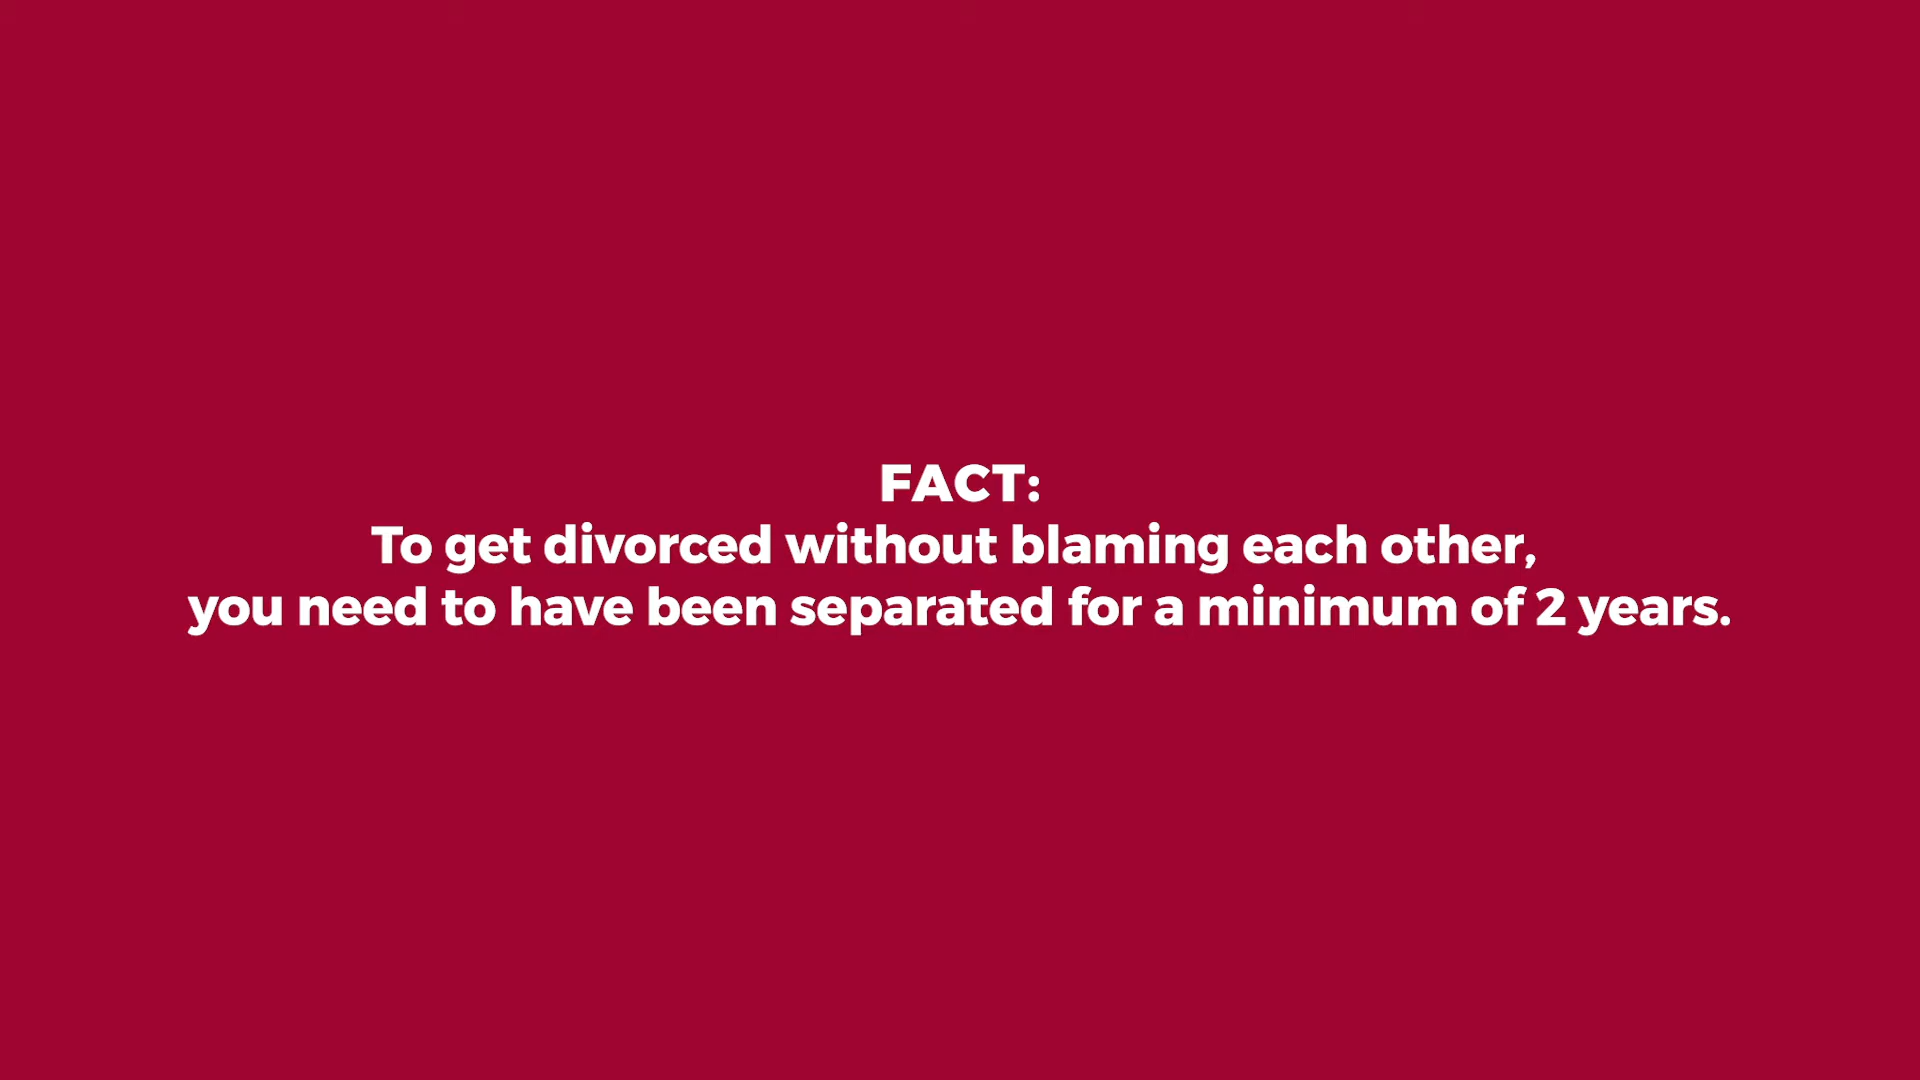 FACT:
To get divorced without blaming each other,
you need to have been separated for a minimum of 2 years.